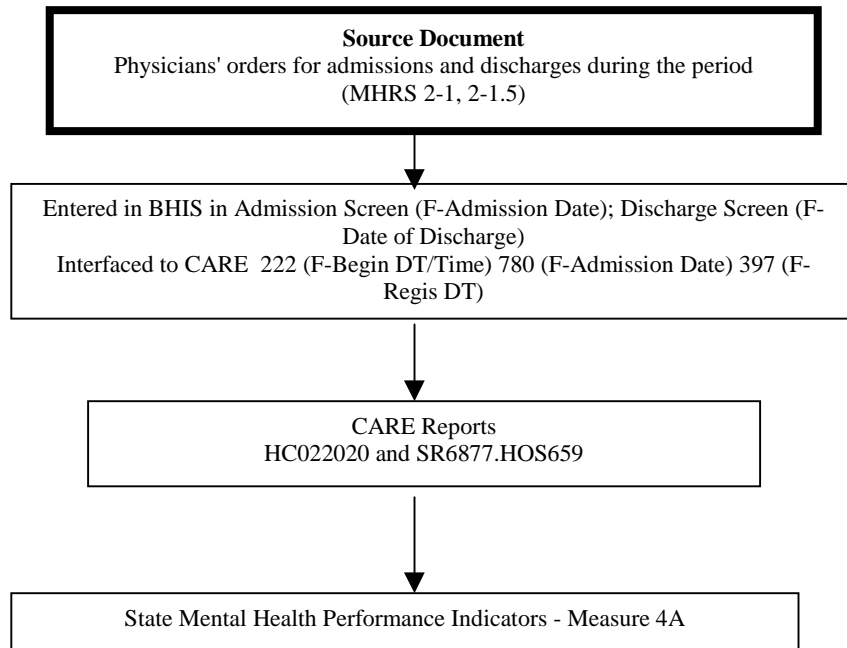 Source Document
Physicians' orders for admissions and discharges during the period
(MHRS 2-1, 2-1.5)
Entered in BHIS in Admission Screen (F-Admission Date); Discharge Screen (F-
Date of Discharge)
Interfaced to CARE 222 (F-Begin DT/Time) 780 (F-Admission Date) 397 (F-
Regis DT)
CARE Reports
HC022020 and SR6877.HOS659
State Mental Health Performance Indicators - Measure 4A